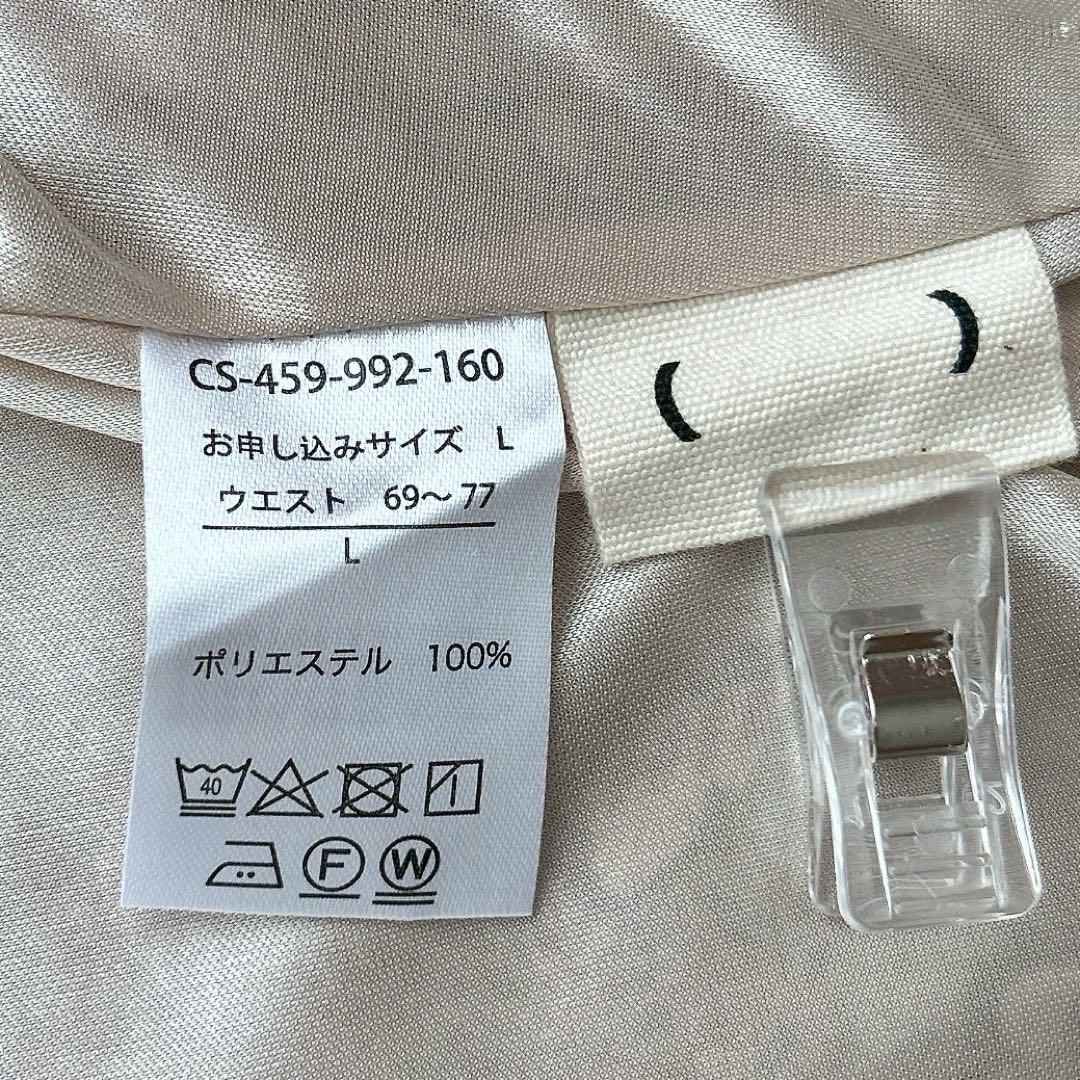 CS-459-992-160
お申し込みサイズ L
ウエスト 69〜77
L
ポリエステル 100%
40
F W